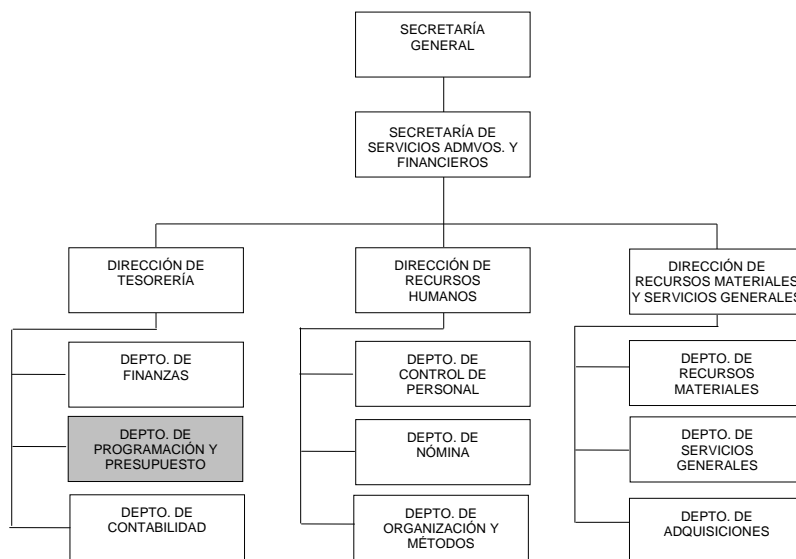 SECRETARÍA
GENERAL
SECRETARÍA DE
SERVICIOS ADMVOS. Y
FINANCIEROS
DIRECCIÓN DE
TESORERÍA
DIRECCIÓN DE
RECURSOS
HUMANOS
DIRECCIÓN DE
RECURSOS MATERIALES
Y SERVICIOS GENERALES
DEPTO. DE
FINANZAS
DEPTO. DE
CONTROL DE
PERSONAL
DEPTO. DE
RECURSOS
MATERIALES
DEPTO. DE
PROGRAMACIÓN Y
PRESUPUESTO
DEPTO. DE
NÓMINA
DEPTO. DE
SERVICIOS
GENERALES
DEPTO. DE
CONTABILIDAD
DEPTO. DE
ORGANIZACIÓN Y
MÉTODOS
DEPTO. DE
ADQUISICIONES